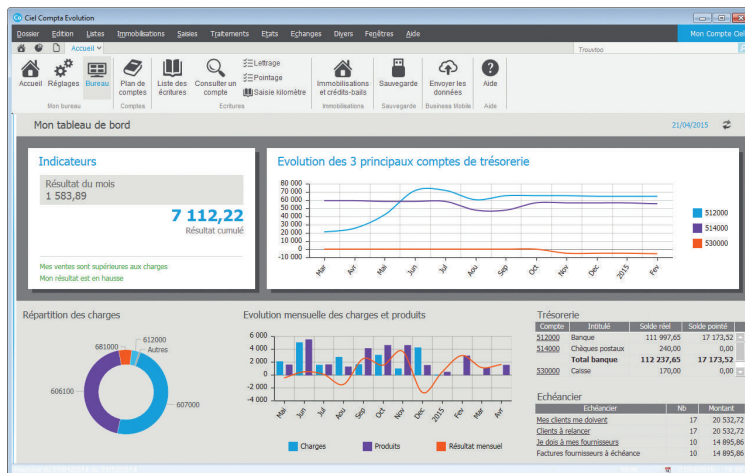 Ciel Compta Evolution
Dossier Edition Listes Immobilisations Saisies Traitements Etats Echanges Divers Fenêtres Aide
Mon Compte Ciel
Accueil
Trouvtoo
Accueil Réglages Bureau Plan de comptes Liste des écritures Consulter un compte Lettrage Pointage Saisie kilomètre Immobilisations et crédits-bails Sauvegarde Envoyer les données Aide
Mon bureau Comptes Ecritures Immobilisations Sauvegarde Business Mobile Aide
Mon tableau de bord
21/04/2015
Indicateurs
Résultat du mois
1 583,89
7 112,22
Résultat cumulé
Mes ventes sont supérieures aux charges
Mon résultat est en hausse
Evolution des 3 principaux comptes de trésorerie
80 000
70 000
60 000
50 000
40 000
30 000
20 000
10 000
0
-10 000
Mar Avr Mai Jun Jul Aou Sep Oct Nov Dec 2015 Fev
512000
514000
530000
Répartition des charges
612000
Autres
681000
606100
607000
Evolution mensuelle des charges et produits
6 000
4 000
2 000
0
-2 000
-4 000
Mai Jun Jul Aou Sep Oct Nov Dec 2015 Fev Mar Avr
Charges Produits Résultat mensuel
Trésorerie
Compte Intitulé Solde réel Solde pointé
512000 Banque 111 997,65 17 173,52
514000 Chèques postaux 240,00 0,00
Total banque 112 237,65 17 173,52
530000 Caisse 170,00 0,00
Echéancier
Echéancier Nb Montant
Mes clients me doivent 17 20 532,72
Clients à relancer 17 20 532,72
Je dois à mes fournisseurs 10 14 895,86
Factures fournisseurs à échéance 10 14 895,86